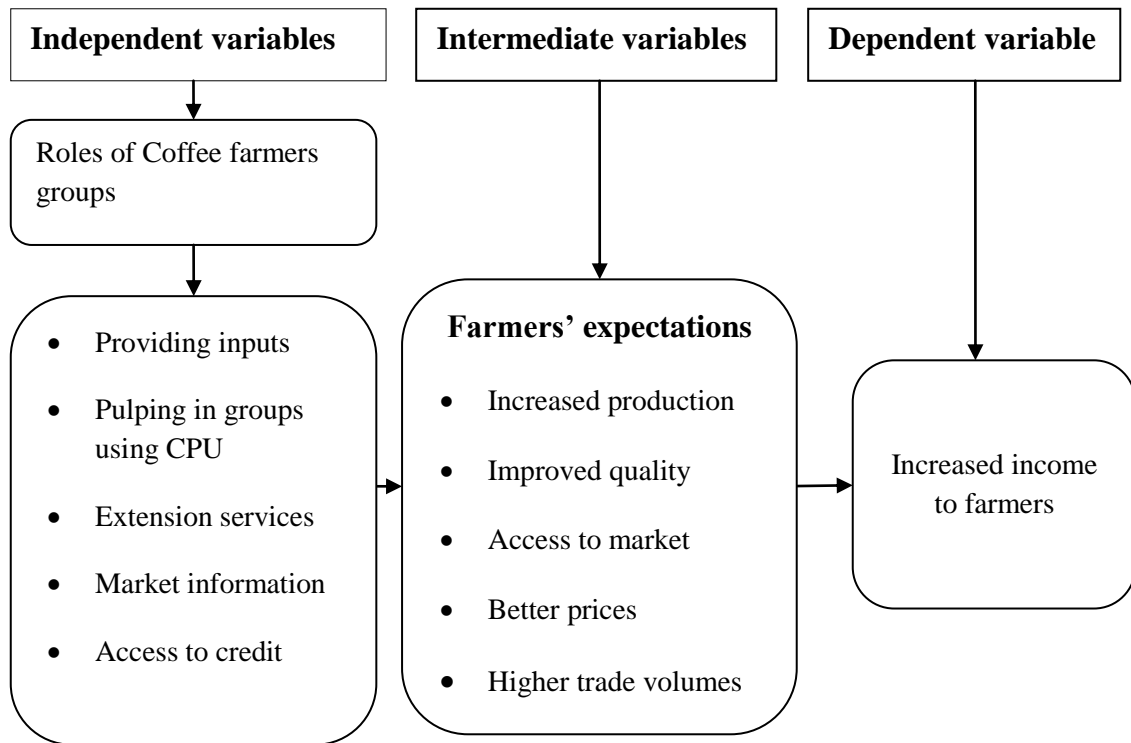 Independent variables
Intermediate variables
Dependent variable
Roles of Coffee farmers
groups
• Providing inputs
• Pulping in groups
using CPU
• Extension services
• Market information
• Access to credit
Farmers’ expectations
• Increased production
• Improved quality
• Access to market
• Better prices
• Higher trade volumes
Increased income
to farmers